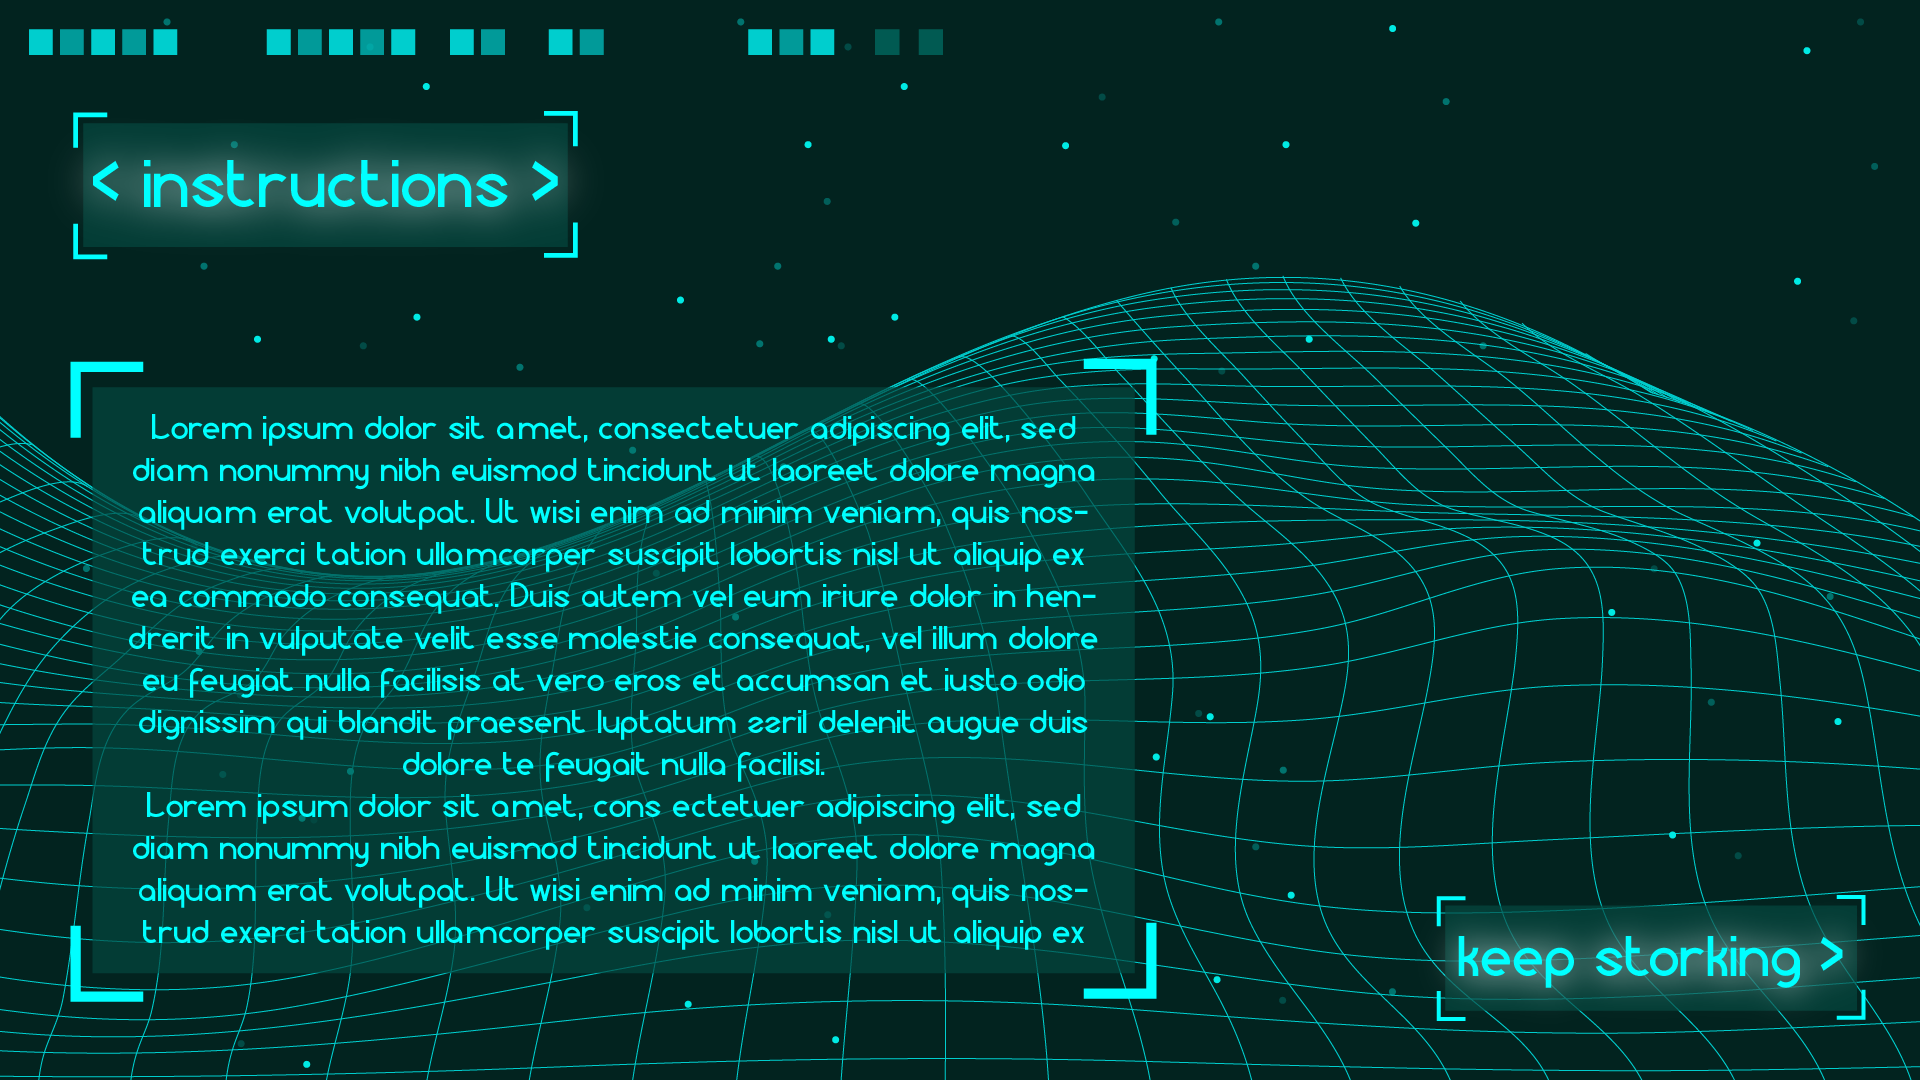 < instructions >
Lorem ipsum dolor sit amet, consectetuer adipiscing elit, sed
diam nonummy nibh euismod tincidunt ut laoreet dolore magna
aliquam erat volutpat. Ut wisi enim ad minim veniam, quis nos-
trud exerci tation ullamcorper suscipit lobortis nisl ut aliquip ex
ea commodo consequat. Duis autem vel eum iriure dolor in hen-
drerit in vulputate velit esse molestie consequat, vel illum dolore
eu feugiat nulla facilisis at vero eros et accumsan et iusto odio
dignissim qui blandit praesent luptatum zzril delenit augue duis
dolore te feugait nulla facilisi.
Lorem ipsum dolor sit amet, cons ectetuer adipiscing elit, sed
diam nonummy nibh euismod tincidunt ut laoreet dolore magna
aliquam erat volutpat. Ut wisi enim ad minim veniam, quis nos-
trud exerci tation ullamcorper suscipit lobortis nisl ut aliquip ex
keep storking >